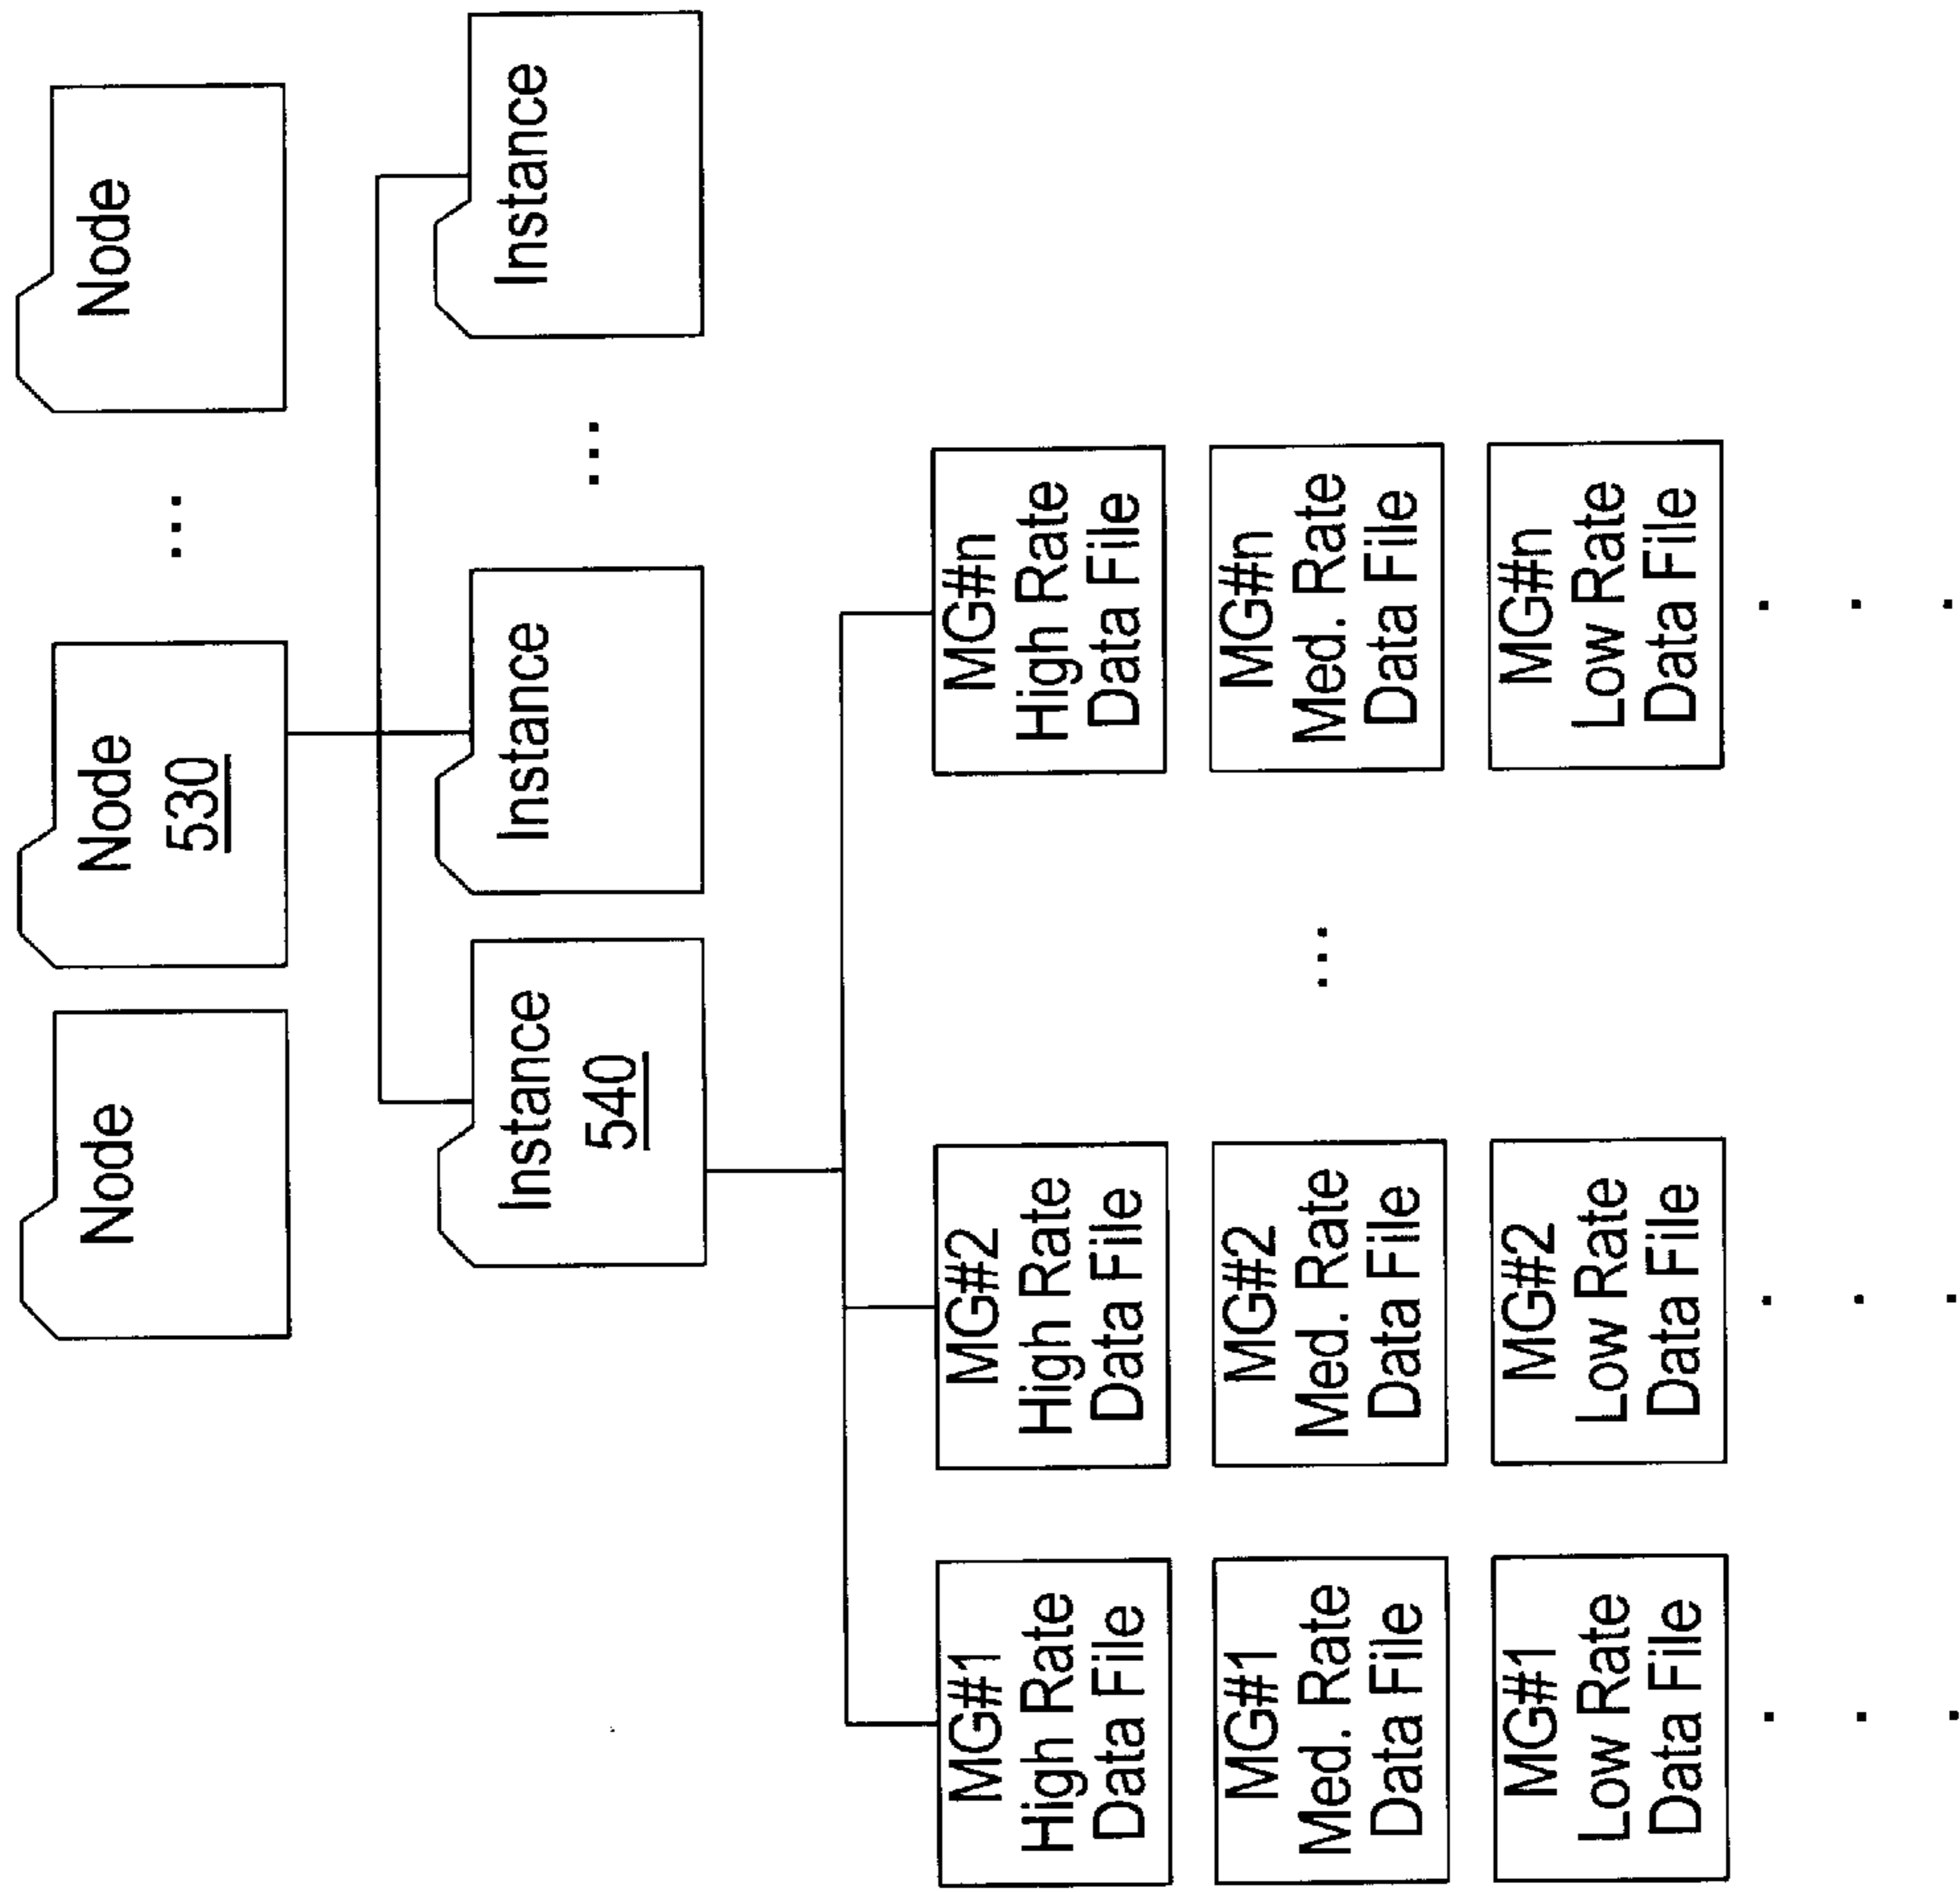 Node
Node
530
...
Node
Instance
540
Instance
...
Instance
MG#1
High Rate
Data File
MG#2
High Rate
Data File
MG#n
High Rate
Data File
MG#1
Med. Rate
Data File
MG#2
Med. Rate
Data File
...
MG#n
Med. Rate
Data File
MG#1
Low Rate
Data File
MG#2
Low Rate
Data File
MG#n
Low Rate
Data File